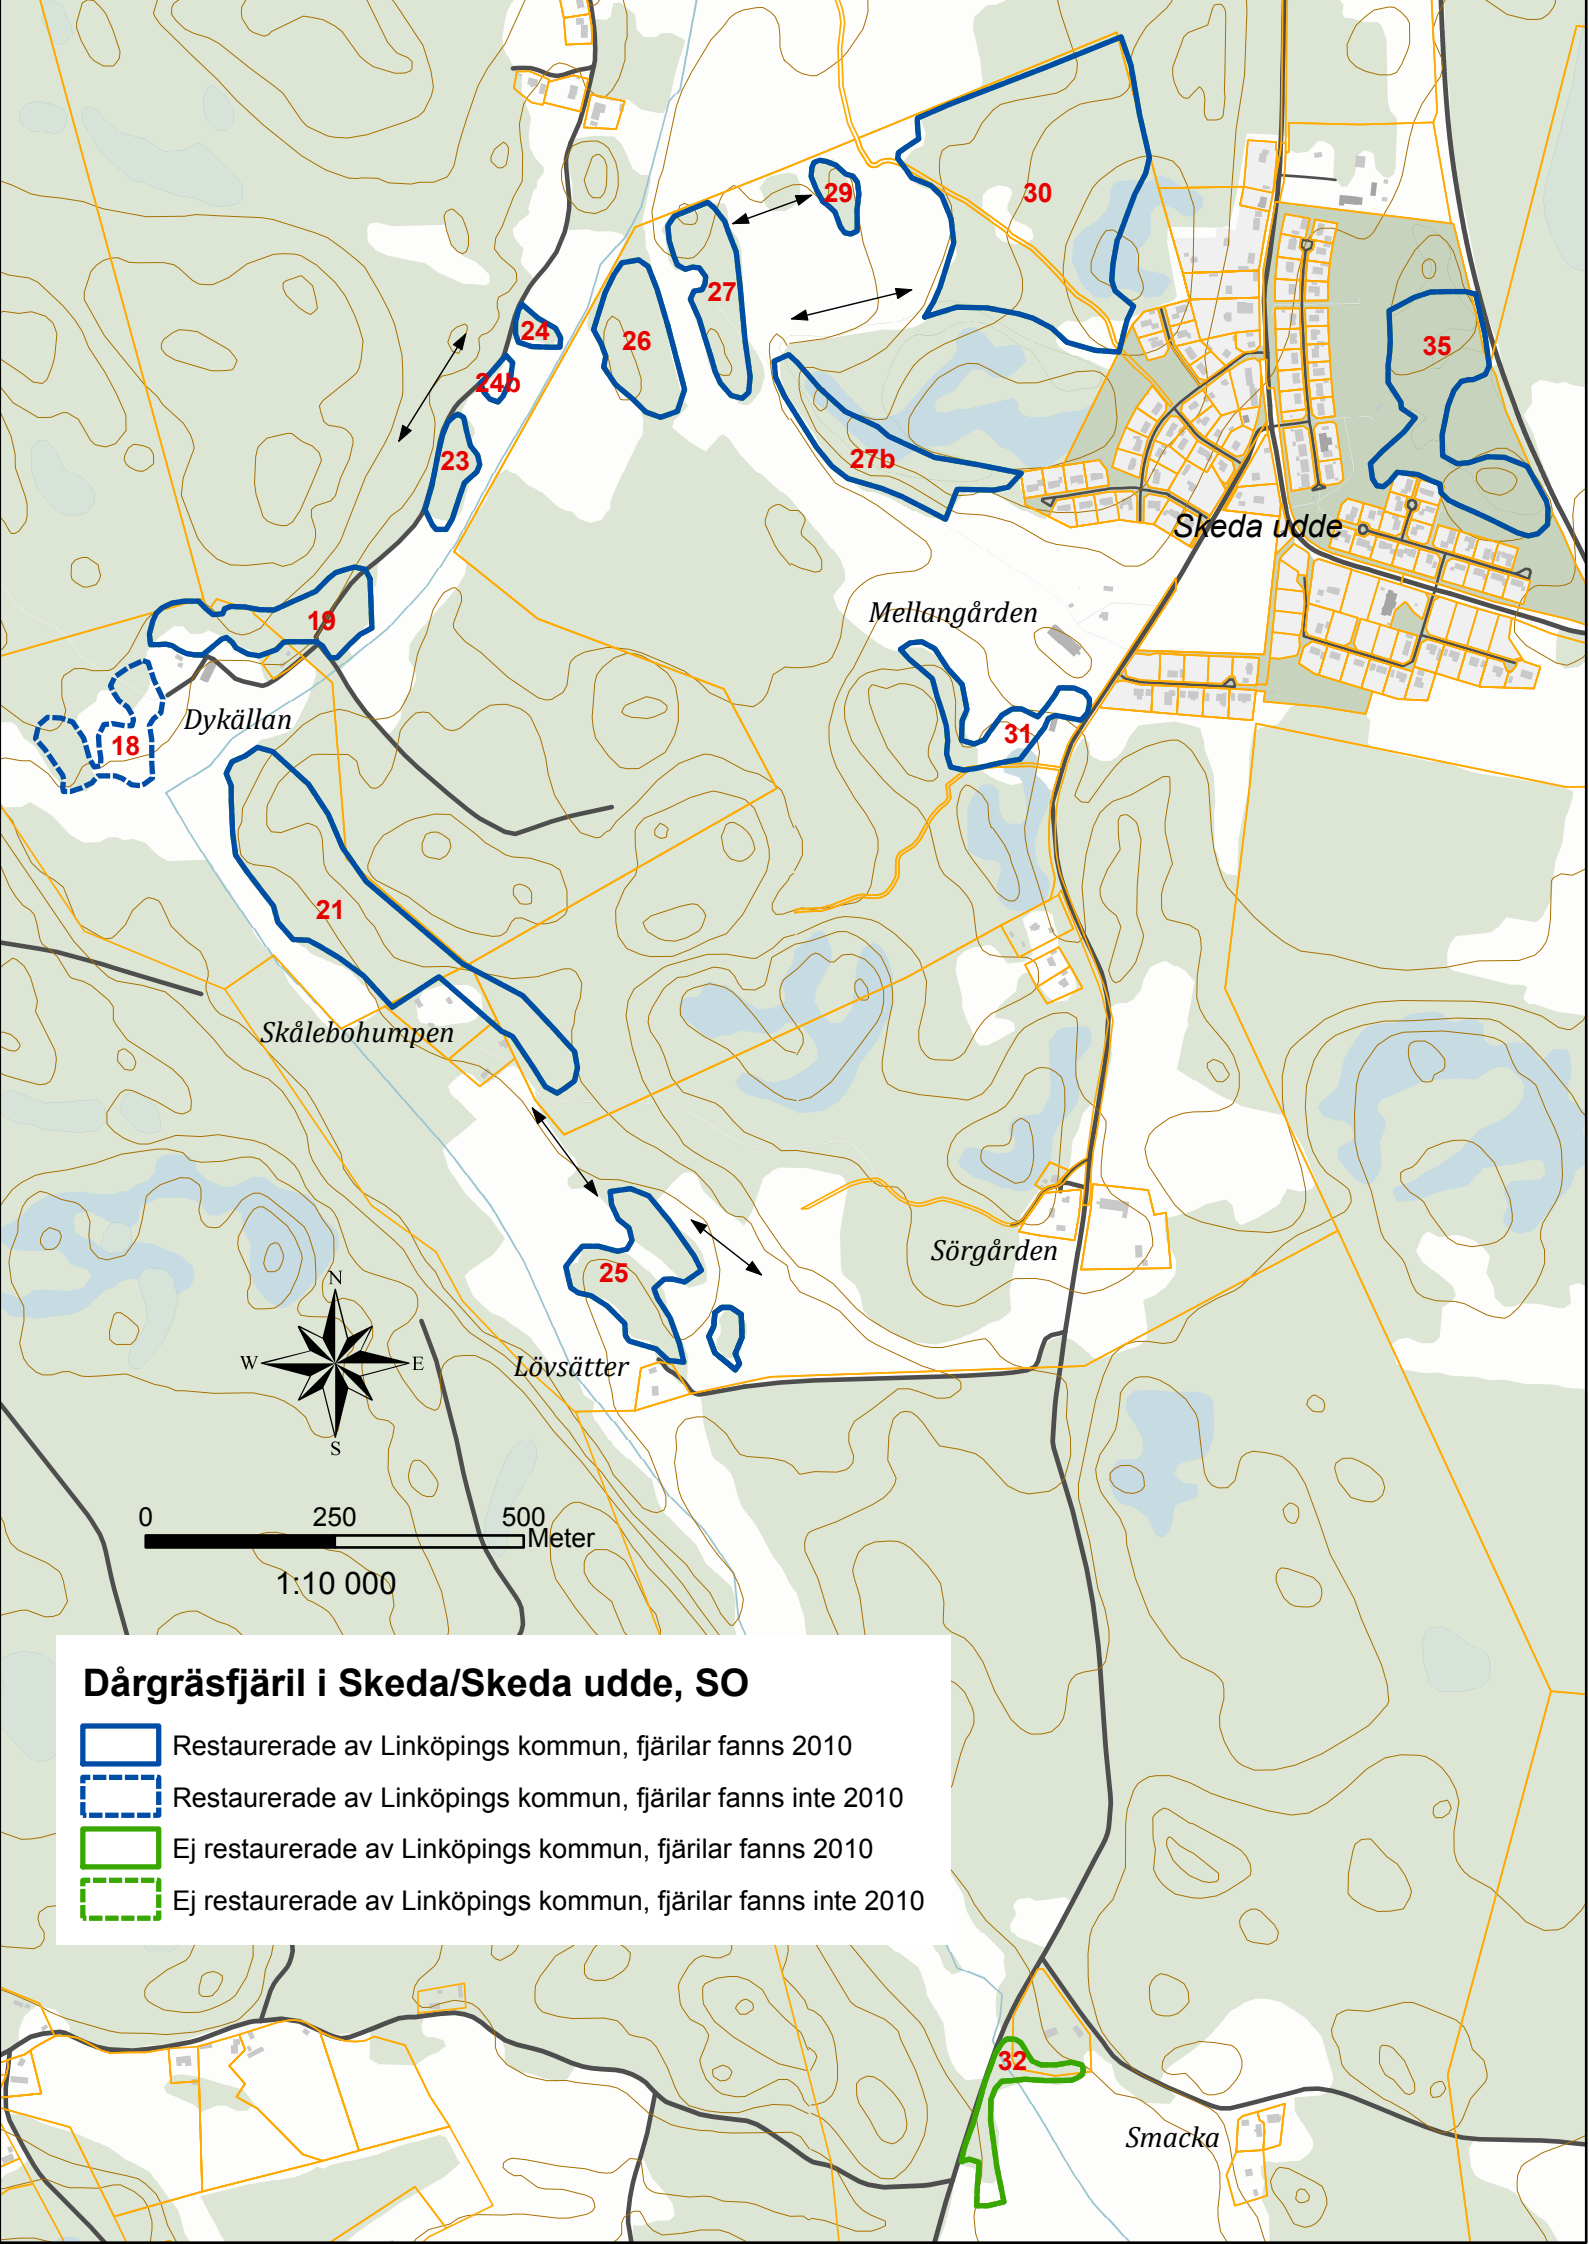 29
30
27
24
26
35
24b
23
27b
Skeda udde
19
Mellangården
Dykällan
18
31
21
Skålebohumpen
Sörgården
25
N
W E
S
Lövsätter
0 250 500
Meter
1:10 000
Dårgräsfjäril i Skeda/Skeda udde, SO
Restaurerade av Linköpings kommun, fjärilar fanns 2010
Restaurerade av Linköpings kommun, fjärilar fanns inte 2010
Ej restaurerade av Linköpings kommun, fjärilar fanns 2010
Ej restaurerade av Linköpings kommun, fjärilar fanns inte 2010
32
Smacka